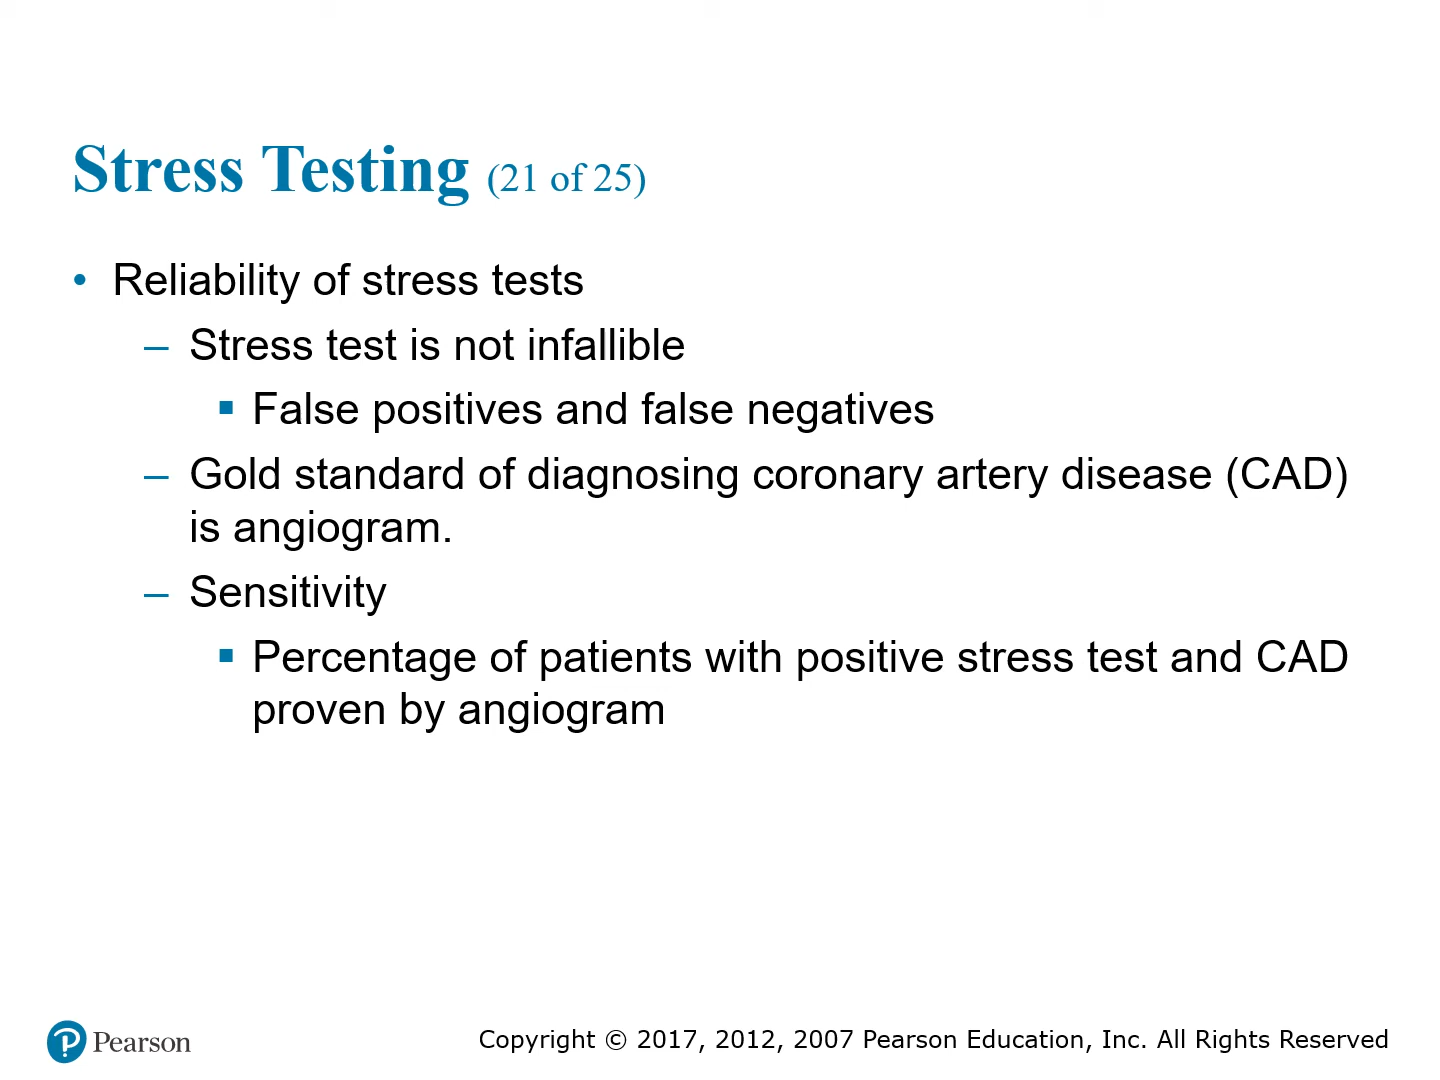 Stress Testing (21 of 25)
• Reliability of stress tests
– Stress test is not infallible
▪ False positives and false negatives
– Gold standard of diagnosing coronary artery disease (CAD)
is angiogram.
– Sensitivity
▪ Percentage of patients with positive stress test and CAD
proven by angiogram
Pearson
Copyright © 2017, 2012, 2007 Pearson Education, Inc. All Rights Reserved